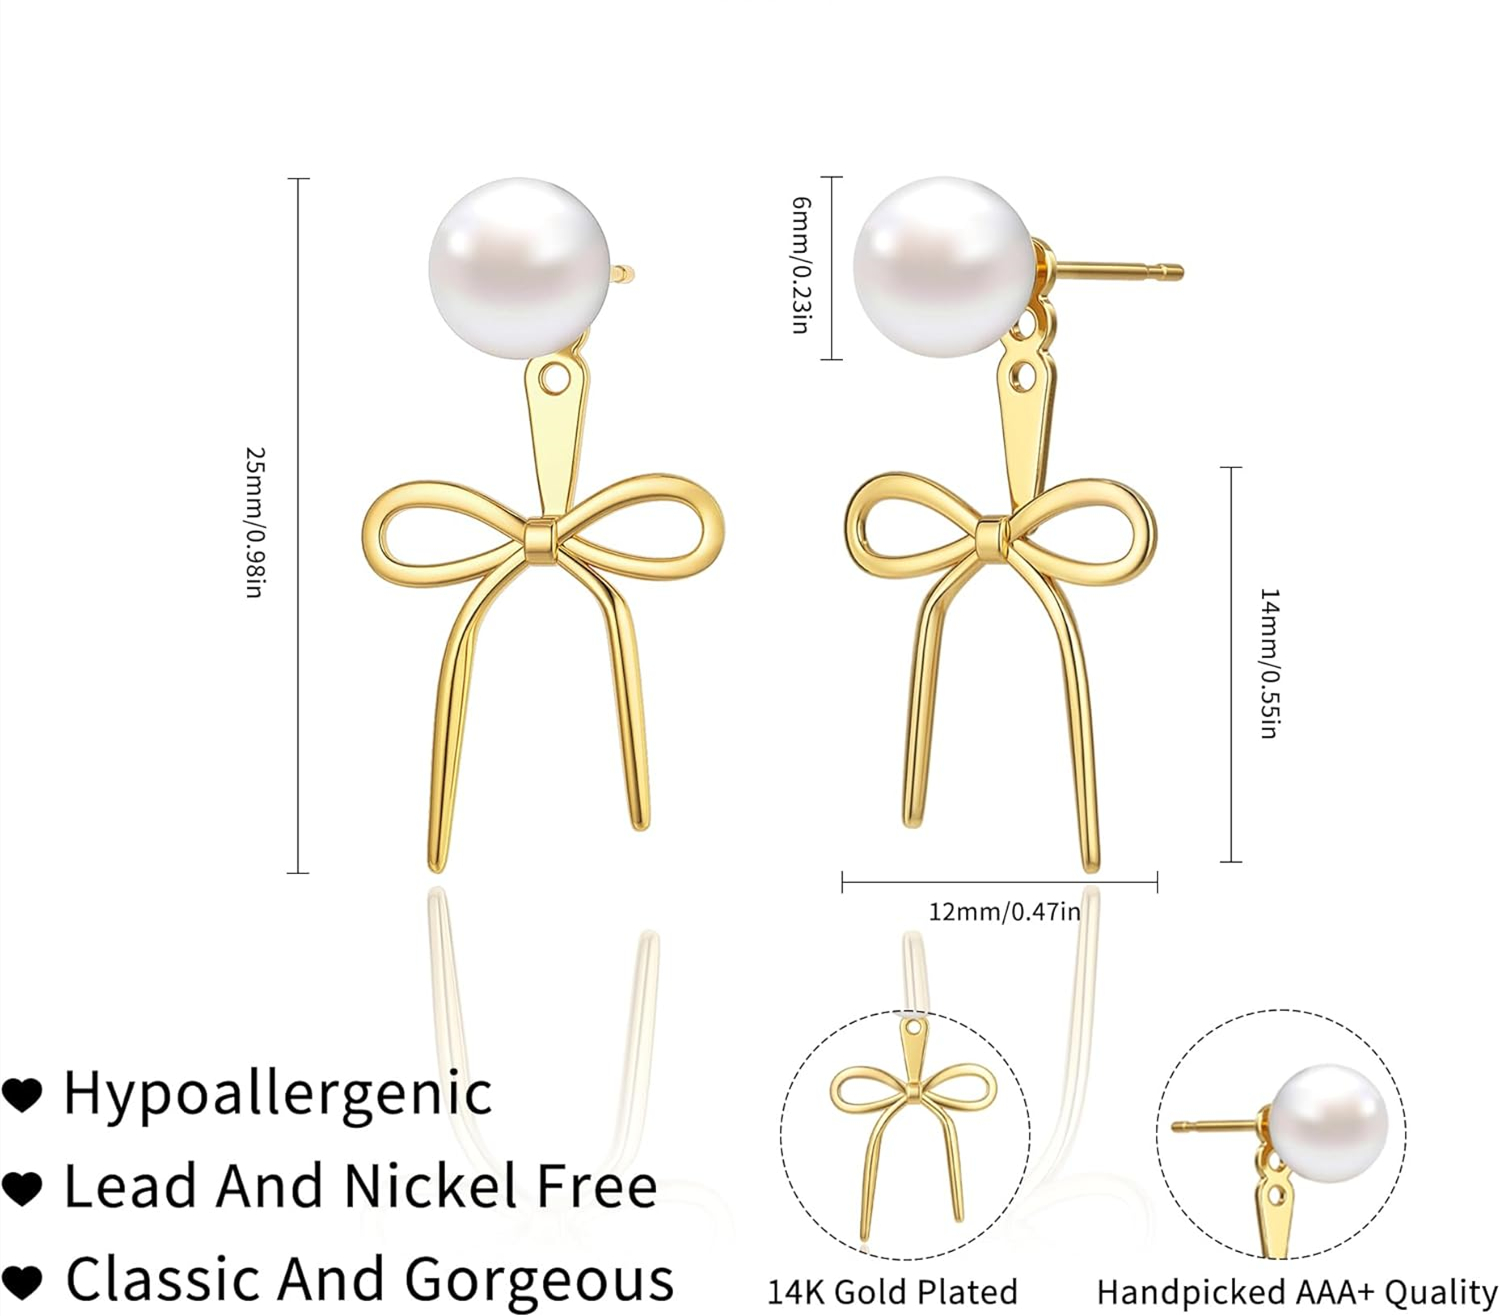 6mm/0.23in
25mm/0.98in
14mm/0.55in
12mm/0.47in
Hypoallergenic
Lead And Nickel Free
Classic And Gorgeous
14K Gold Plated
Handpicked AAA+ Quality